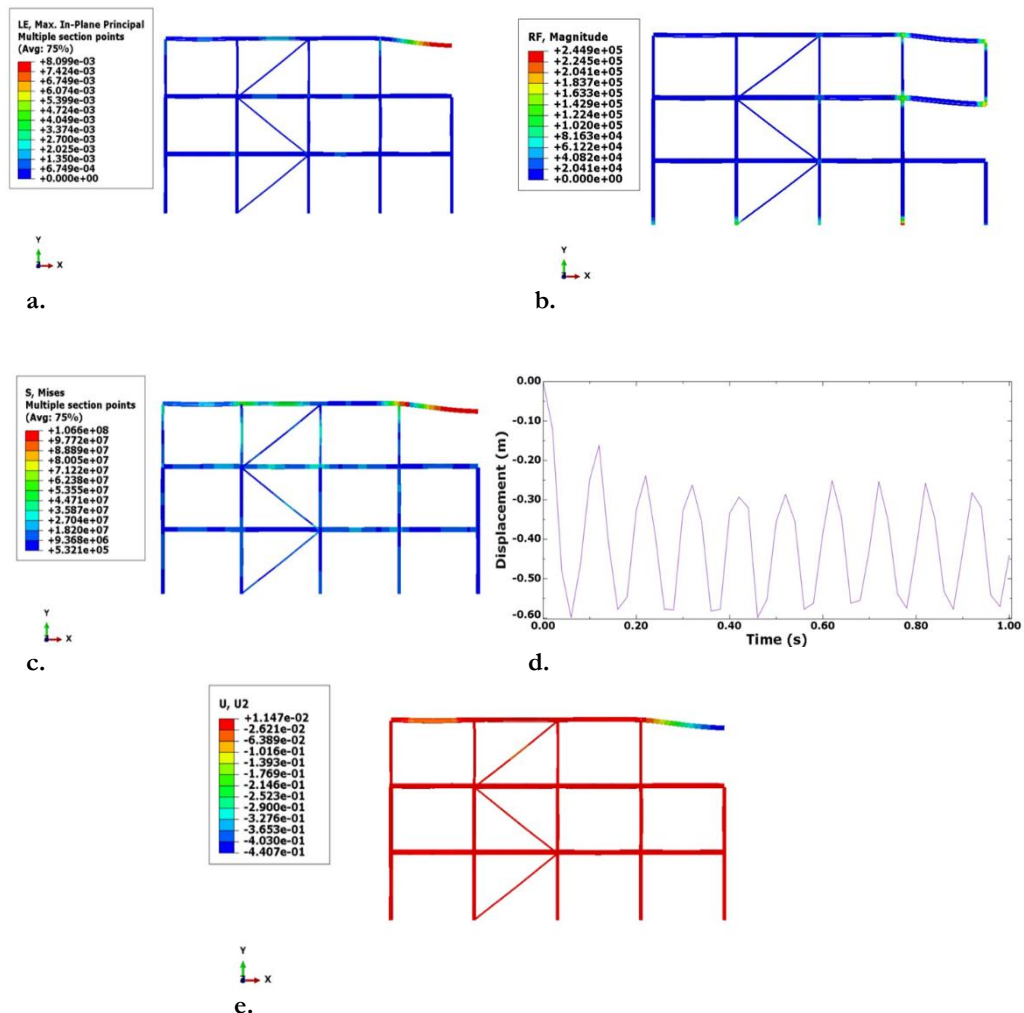 LE, Max. In-Plane Principal
Multiple section points
(Avg: 75%)
+8.099e-03
+7.424e-03
+6.749e-03
+6.074e-03
+5.399e-03
+4.724e-03
+4.049e-03
+3.374e-03
+2.700e-03
+2.025e-03
+1.350e-03
+6.749e-04
+0.000e+00
Y
Z
X
a.
RF, Magnitude
+2.449e+05
+2.245e+05
+2.041e+05
+1.837e+05
+1.633e+05
+1.429e+05
+1.224e+05
+1.020e+05
+8.163e+04
+6.122e+04
+4.082e+04
+2.041e+04
+0.000e+00
Y
Z
X
b.
S, Mises
Multiple section points
(Avg: 75%)
+1.066e+08
+9.772e+07
+8.889e+07
+8.005e+07
+7.122e+07
+6.238e+07
+5.355e+07
+4.471e+07
+3.587e+07
+2.704e+07
+1.820e+07
+9.368e+06
+5.321e+05
Y
Z
X
c.
0.00
-0.10
-0.20
-0.30
-0.40
-0.50
-0.60
Displacement (m)
0.00 0.20 0.40 0.60 0.80 1.00
Time (s)
d.
U, U2
+1.147e-02
-2.621e-02
-6.389e-02
-1.016e-01
-1.393e-01
-1.769e-01
-2.146e-01
-2.523e-01
-2.900e-01
-3.276e-01
-3.653e-01
-4.030e-01
-4.407e-01
Y
Z
X
e.